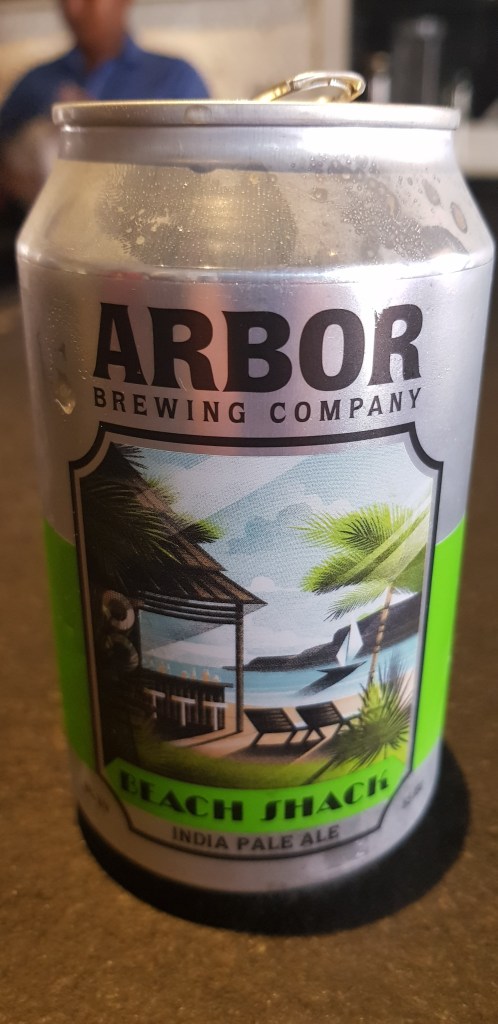 ARBOR
BREWING COMPANY
BEACH SHACK
INDIA PALE ALE